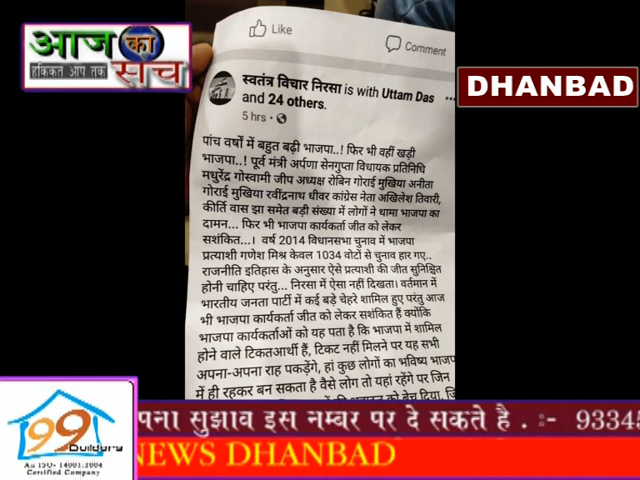 आज का
सच
हकिकत आप तक
DHANBAD
Like
Comment
स्वतंत्र विचार निरसा is with Uttam Das
and 24 others.
5 hrs
पांच वर्षों में बहुत बढ़ी भाजपा..! फिर भी वहीं खड़ी
भाजपा..! पूर्व मंत्री अर्पणा सेनगुप्ता विधायक प्रतिनिधि
मधुरेंद्र गोस्वामी जीप अध्यक्ष रोबिन गोराई मुखिया अनीता
गोराई मुखिया रवींद्रनाथ धीवर कांग्रेस नेता अखिलेश तिवारी,
कीर्ति वास झा समेत बड़ी संख्या में लोगों ने थामा भाजपा का
दामन... फिर भी भाजपा कार्यकर्ता जीत को लेकर
सशंकित...। वर्ष 2014 विधानसभा चुनाव में भाजपा
प्रत्याशी गणेश मिश्र केवल 1034 वोटों से चुनाव हार गए..
राजनीति इतिहास के अनुसार ऐसे प्रत्याशी की जीत सुनिश्चित
होनी चाहिए परंतु... निरसा में ऐसा नहीं दिखता। वर्तमान में
भारतीय जनता पार्टी में कई बड़े चेहरे शामिल हुए परंतु आज
भी भाजपा कार्यकर्ता जीत को लेकर सशंकित हैं क्योंकि
भाजपा कार्यकर्ताओं को यह पता है कि भाजपा में शामिल
होने वाले टिकतआर्थी हैं, टिकट नहीं मिलने पर यह सभी
अपना-अपना राह पकड़ेंगे, हां कुछ लोगों का भविष्य भाजप
में ही रहकर बन सकता है वैसे लोग तो यहां रहेंगे पर जिन
को बेच दिया,
पना सुझाव इस नम्बर पर दे सकते है . :- 9334
99
Buildury
An ISO- 14001.2004
Certified Company
NEWS DHANBAD